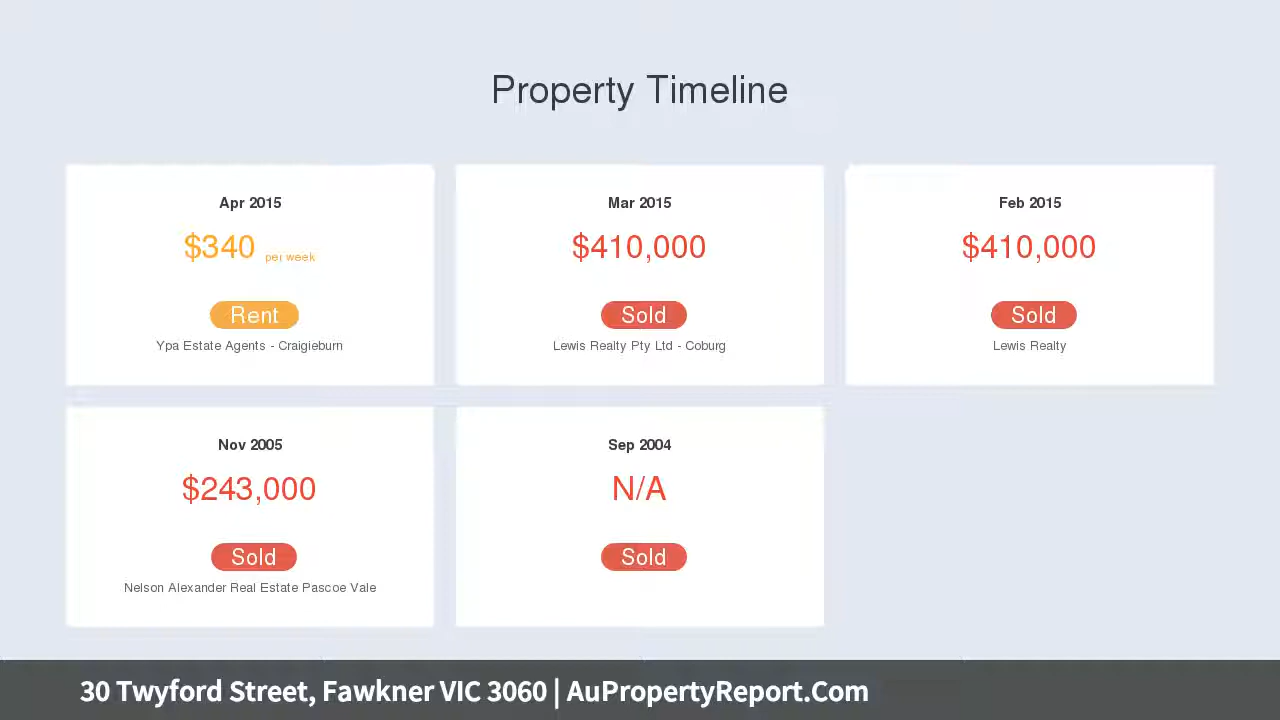 Property Timeline
Apr 2015
$340 per week
Rent
Ypa Estate Agents - Craigieburn
Mar 2015
$410,000
Sold
Lewis Realty Pty Ltd - Coburg
Feb 2015
$410,000
Sold
Lewis Realty
Nov 2005
$243,000
Sold
Nelson Alexander Real Estate Pascoe Vale
Sep 2004
N/A
Sold
30 Twyford Street, Fawkner VIC 3060 | AuPropertyReport.Com